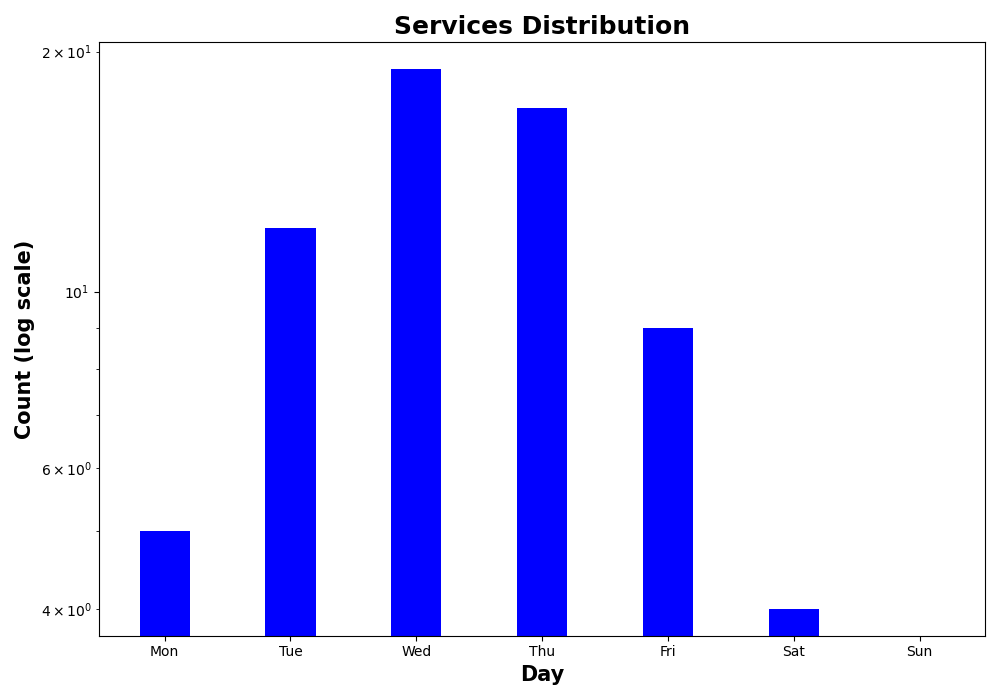 Services Distribution
Count (log scale)
2 × 10¹
10¹
6 × 10⁰
4 × 10⁰
Mon Tue Wed Thu Fri Sat Sun
Day